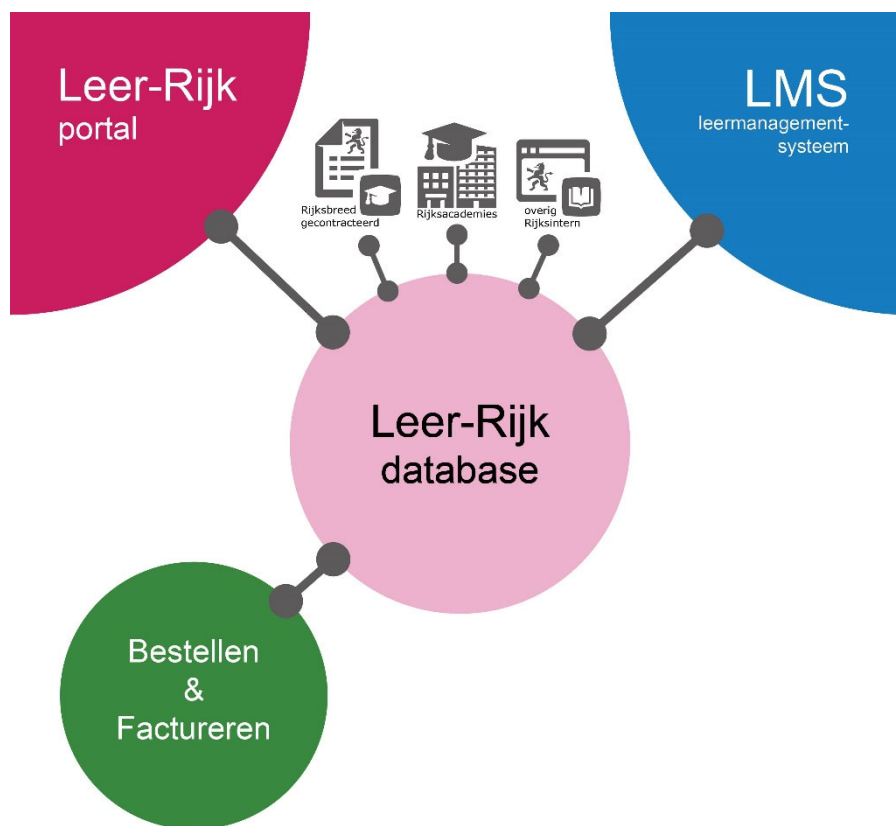 Leer-Rijk
portal
LMS
leermanagement-
systeem
Rijksbreed
gecontracteerd
Rijksacademies
overig
Rijksintern
Leer-Rijk
database
Bestellen
&
Factureren